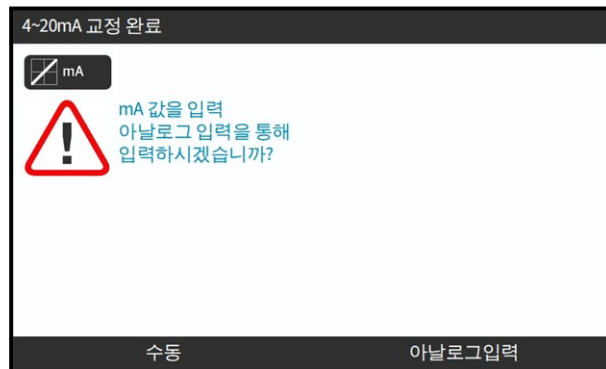 4~20mA 교정 완료
mA
mA 값을 입력
아날로그 입력을 통해
입력하시겠습니까?
수동 아날로그입력